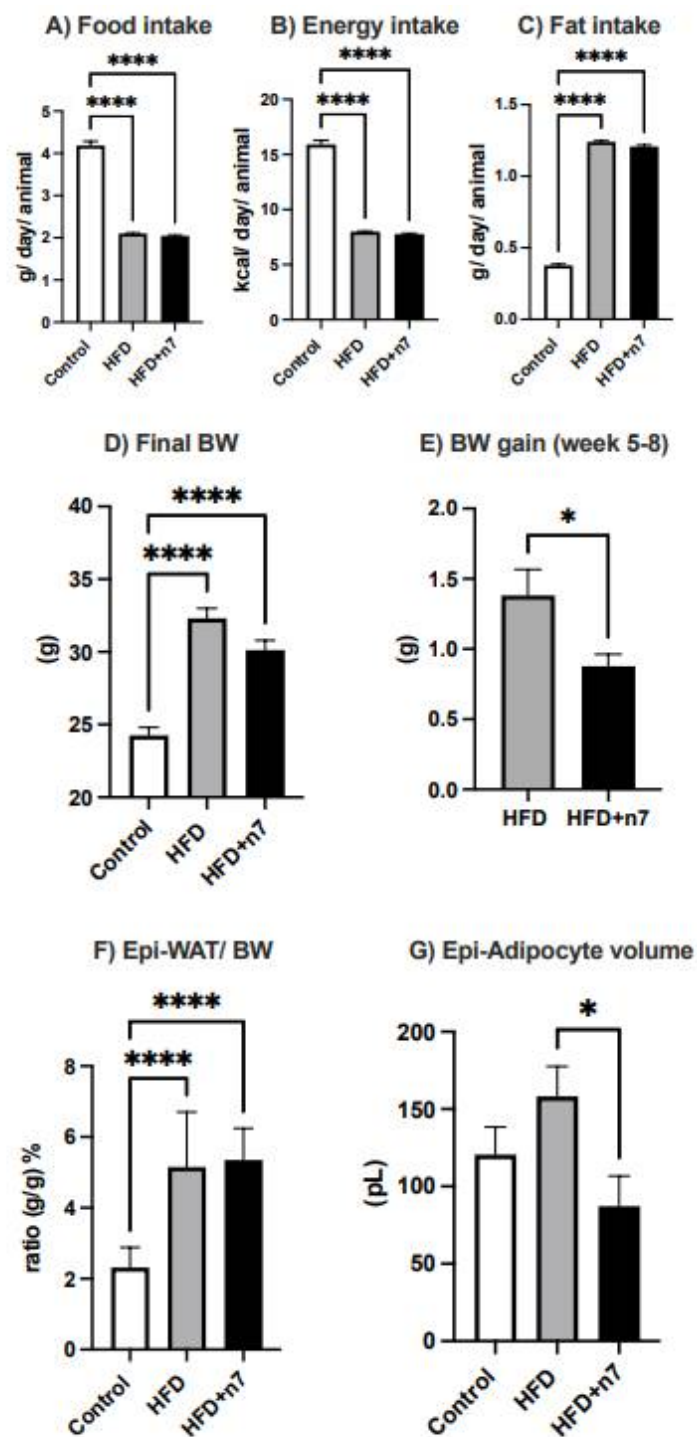 A) Food intake
****
****
5
4
3
2
1
0
g/ day/ animal
Control
HFD
HFD+n7
B) Energy intake
****
****
20
15
10
5
0
kcal/ day/ animal
Control
HFD
HFD+n7
C) Fat intake
****
****
1.5
1.0
0.5
0.0
g/ day/ animal
Control
HFD
HFD+n7
D) Final BW
****
****
40
35
30
25
20
(g)
Control
HFD
HFD+n7
E) BW gain (week 5-8)
*
2.0
1.5
1.0
0.5
0.0
(g)
HFD
HFD+n7
F) Epi-WAT/ BW
****
****
8
6
4
2
0
ratio (g/g) %
Control
HFD
HFD+n7
G) Epi-Adipocyte volume
*
200
150
100
50
0
(pL)
Control
HFD
HFD+n7